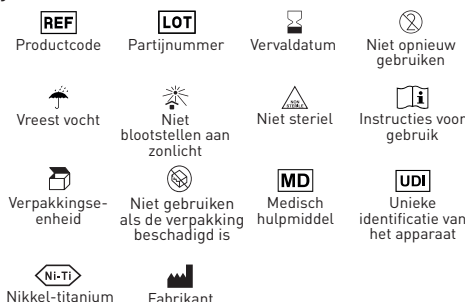 REF
Productcode
LOT
Partijnummer
Vervaldatum
2
Niet opnieuw
gebruiken
Vreest vocht
Niet
blootstellen aan
zonlicht
NON
STERILE
Niet steriel
i
Instructies voor
gebruik
Verpakkingse-
enheid
Niet gebruiken
als de verpakking
beschadigd is
MD
Medisch
hulpmiddel
UDI
Unieke
identificatie van
het apparaat
Ni-Ti
Nikkel-titanium
Fabrikant